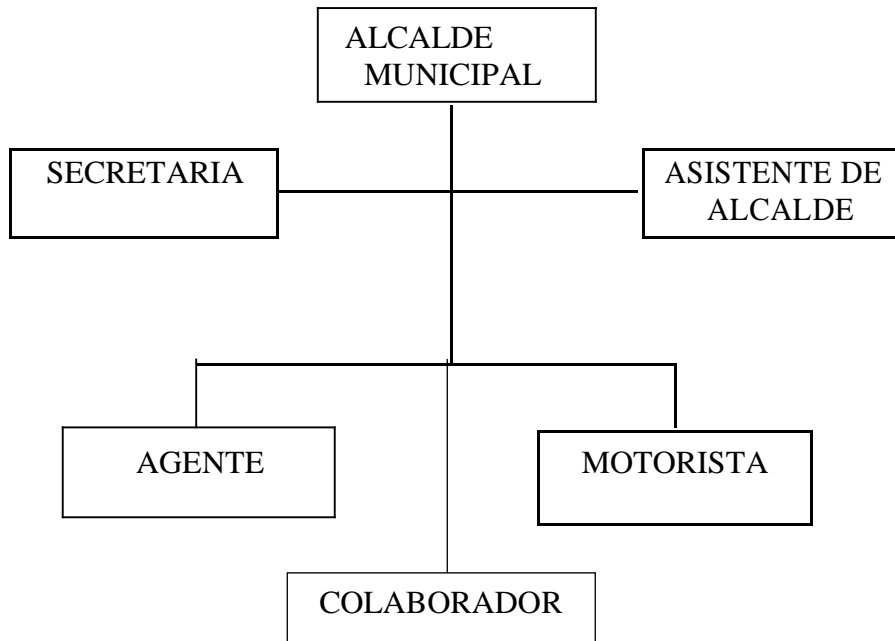 ALCALDE
MUNICIPAL
SECRETARIA
ASISTENTE DE
ALCALDE
AGENTE
MOTORISTA
COLABORADOR